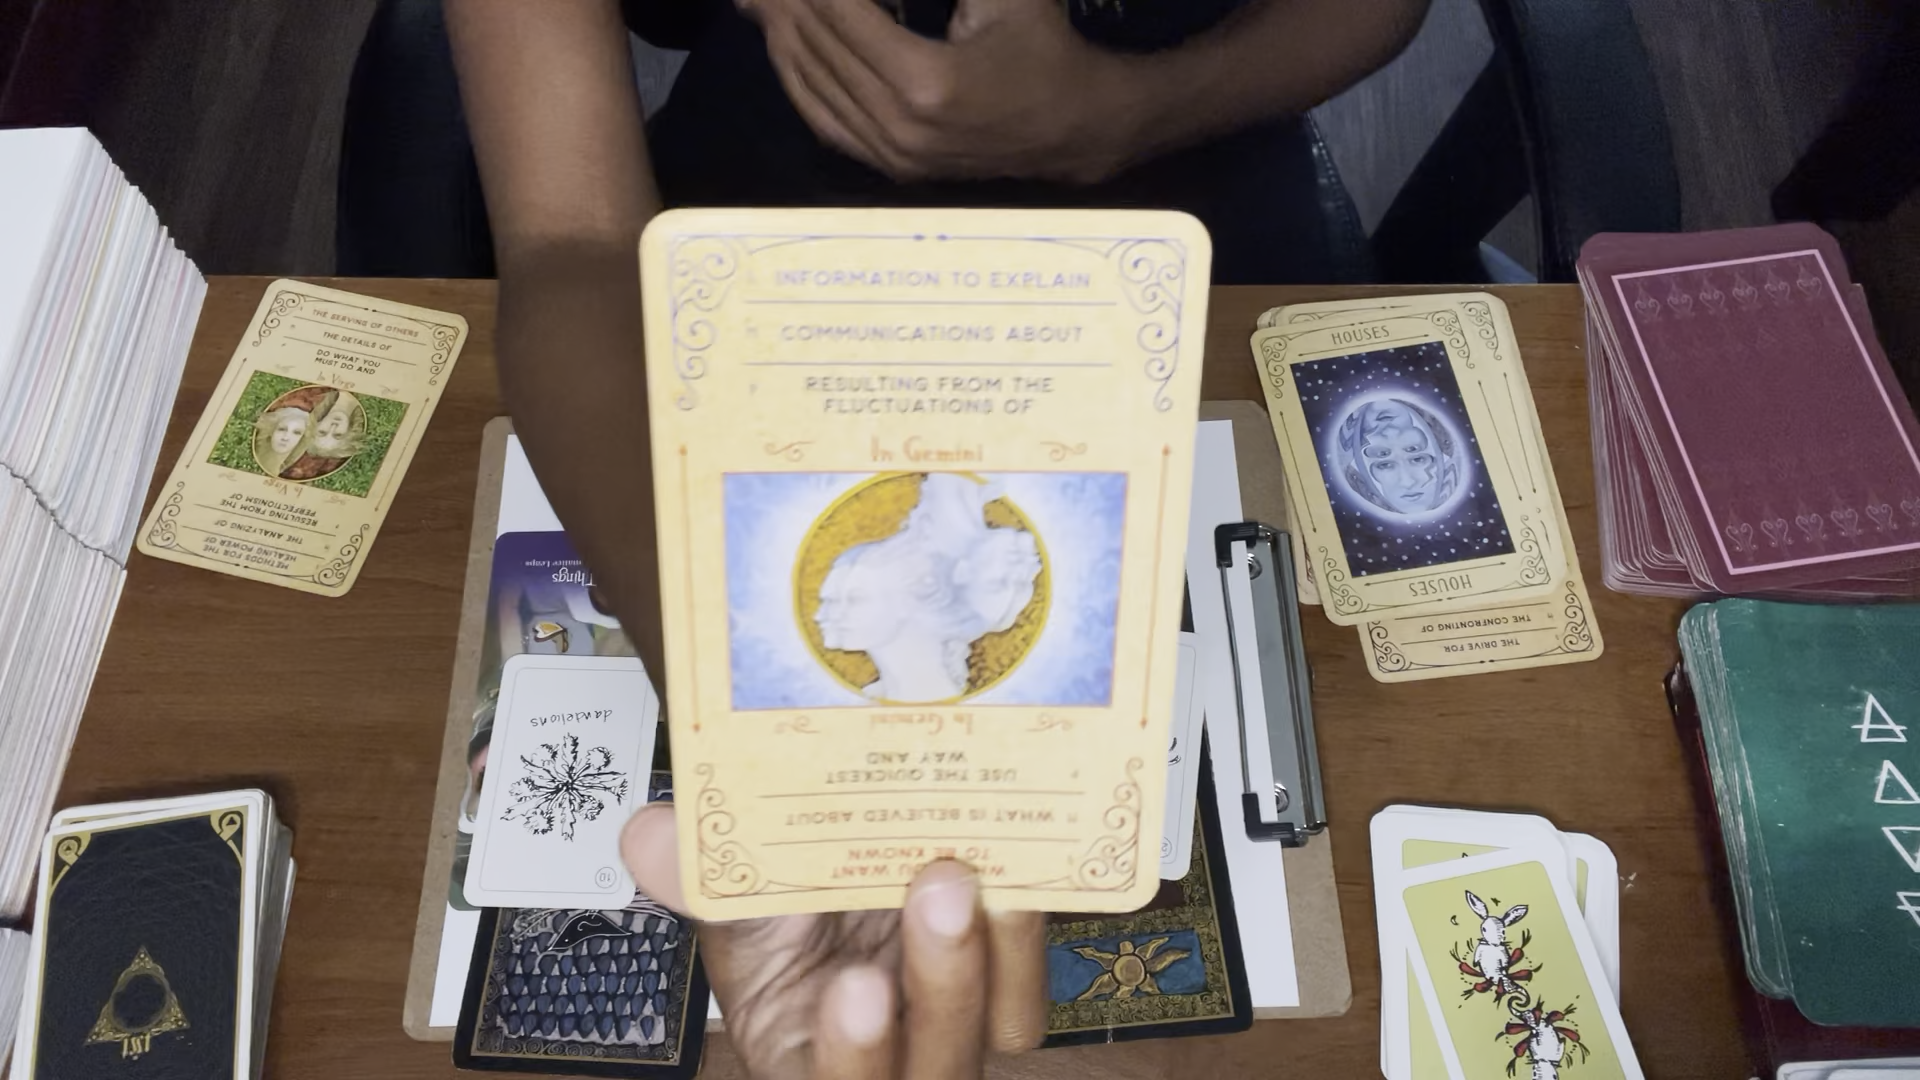 INFORMATION TO EXPLAIN
COMMUNICATIONS ABOUT
RESULTING FROM THE
FLUCTUATIONS OF
In Gemini
In Gemini
USE THE QUICKEST
WAY AND
WHAT IS BELIEVED ABOUT
YOU WANT
TO BE KNOWN
THE SERVING OF OTHERS
THE DETAILS OF
DO WHAT YOU
MUST DO AND
In Virgo
In Virgo
RESULTING FROM THE
PERFECTIONISM OF
THE ANALYZING OF
METHODS FOR THE
HEALING POWER OF
HOUSES
HOUSES
THE DRIVE FOR
THE CONFRONTING OF
Things
dandelions
10